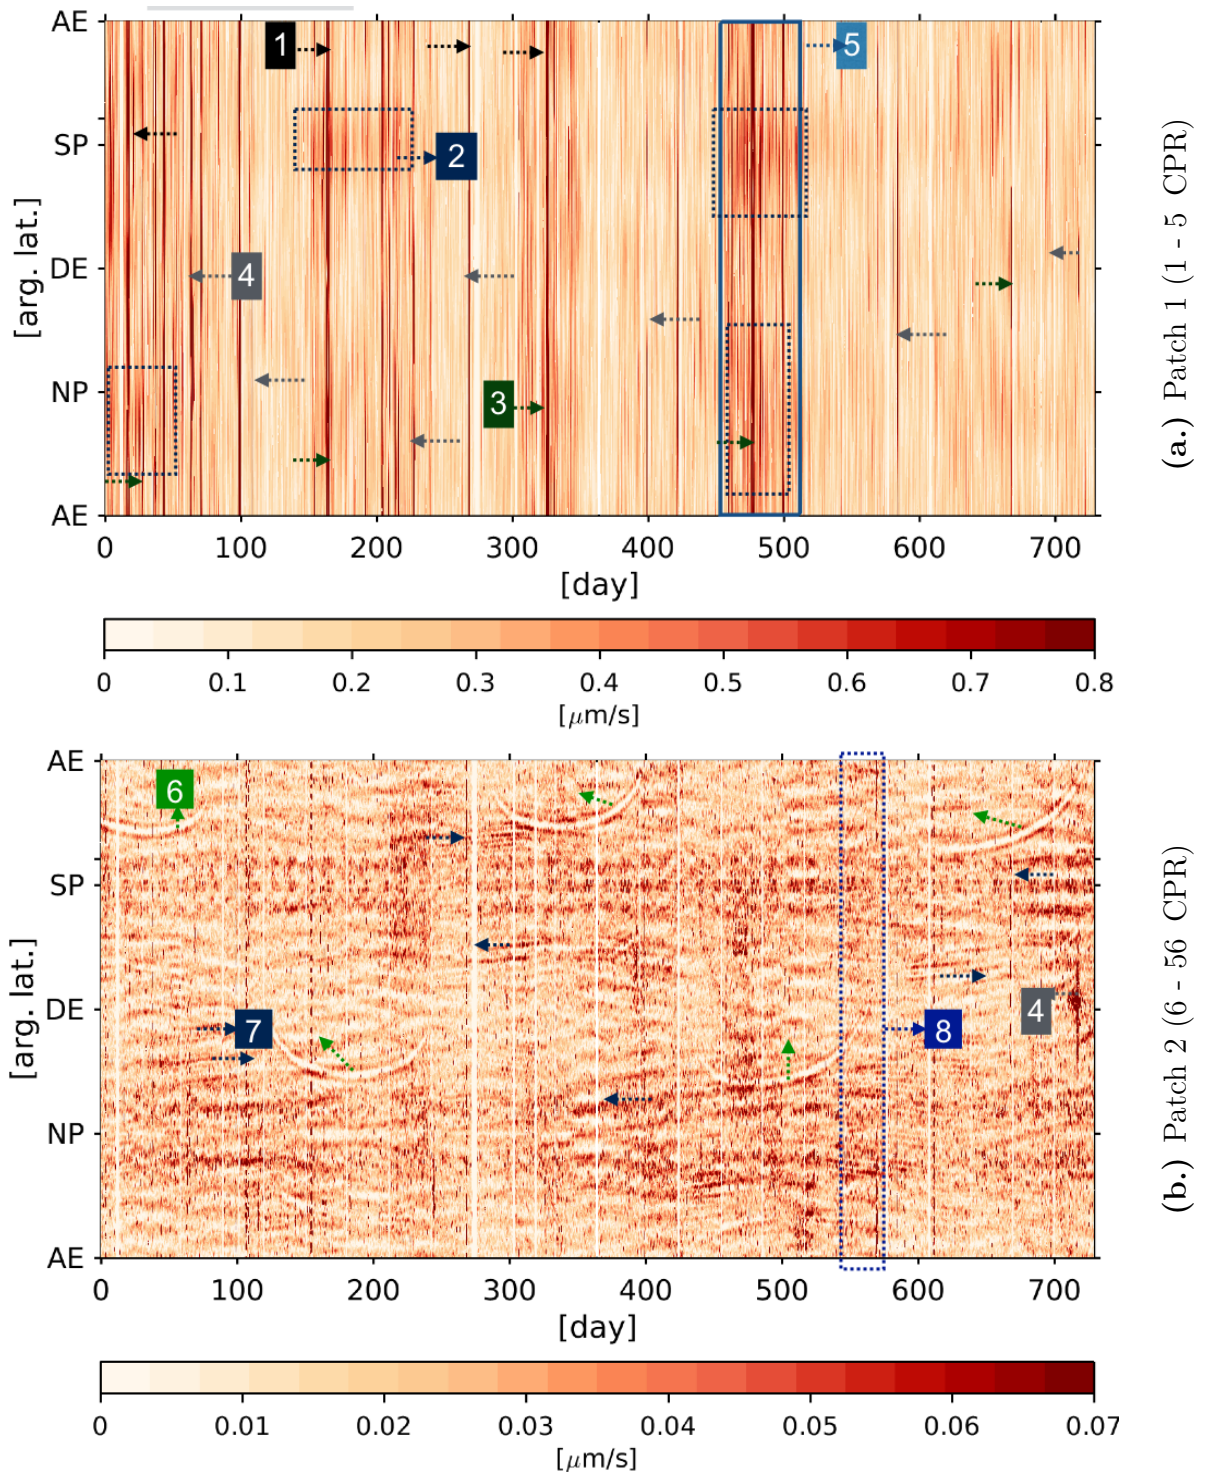 AE
1
5
SP
2
DE
4
NP
3
AE
[arg. lat.]
0 100 200 300 400 500 600 700
[day]
0 0.1 0.2 0.3 0.4 0.5 0.6 0.7 0.8
[μm/s]
(a.) Patch 1 (1 - 5 CPR)
AE
6
SP
DE
7
8
4
NP
AE
[arg. lat.]
0 100 200 300 400 500 600 700
[day]
0 0.01 0.02 0.03 0.04 0.05 0.06 0.07
[μm/s]
(b.) Patch 2 (6 - 56 CPR)